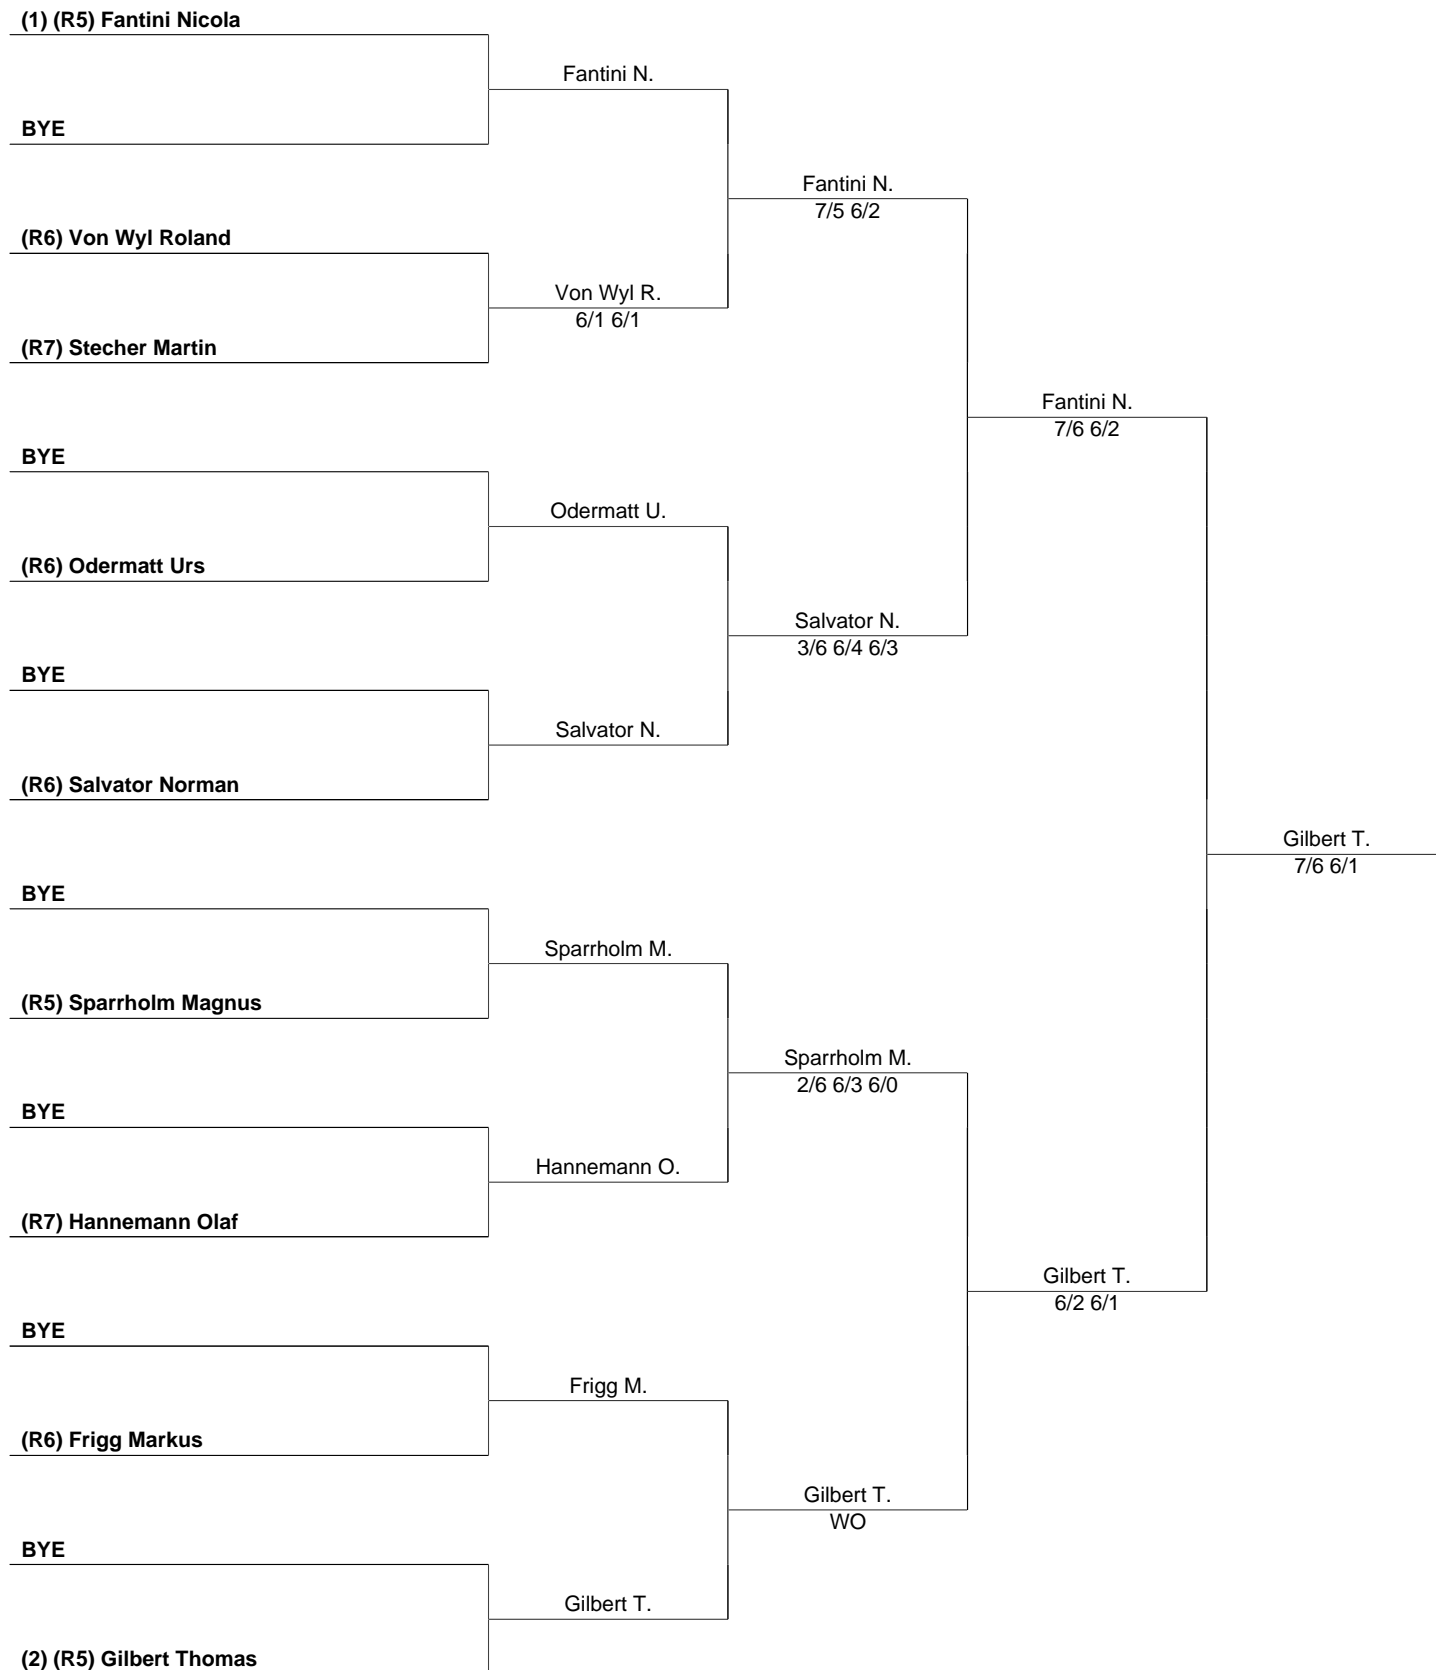 (1) (R5) Fantini Nicola
Fantini N.
BYE
Fantini N.
7/5 6/2
(R6) Von Wyl Roland
Von Wyl R.
6/1 6/1
(R7) Stecher Martin
Fantini N.
7/6 6/2
BYE
Odermatt U.
(R6) Odermatt Urs
Salvator N.
3/6 6/4 6/3
BYE
Salvator N.
(R6) Salvator Norman
Gilbert T.
7/6 6/1
BYE
Sparrholm M.
(R5) Sparrholm Magnus
Sparrholm M.
2/6 6/3 6/0
BYE
Hannemann O.
(R7) Hannemann Olaf
Gilbert T.
6/2 6/1
BYE
Frigg M.
(R6) Frigg Markus
Gilbert T.
WO
BYE
Gilbert T.
(2) (R5) Gilbert Thomas